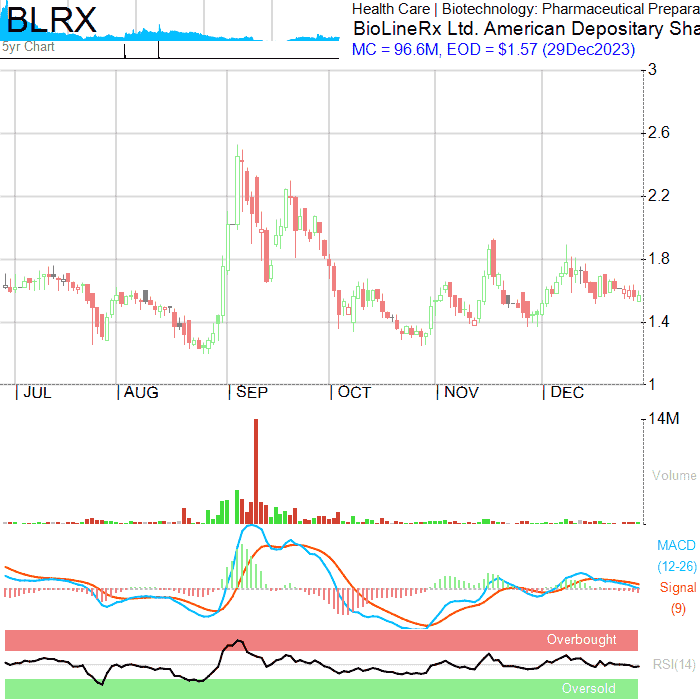 BLRX
5yr Chart
Health Care | Biotechnology: Pharmaceutical Prepara
BioLineRx Ltd. American Depositary Sha
MC = 96.6M, EOD = $1.57 (29Dec2023)
3
2.6
2.2
1.8
1.4
1
JUL AUG SEP OCT NOV DEC
14M
Volume
MACD
(12-26)
Signal
(9)
Overbought
RSI(14)
Oversold